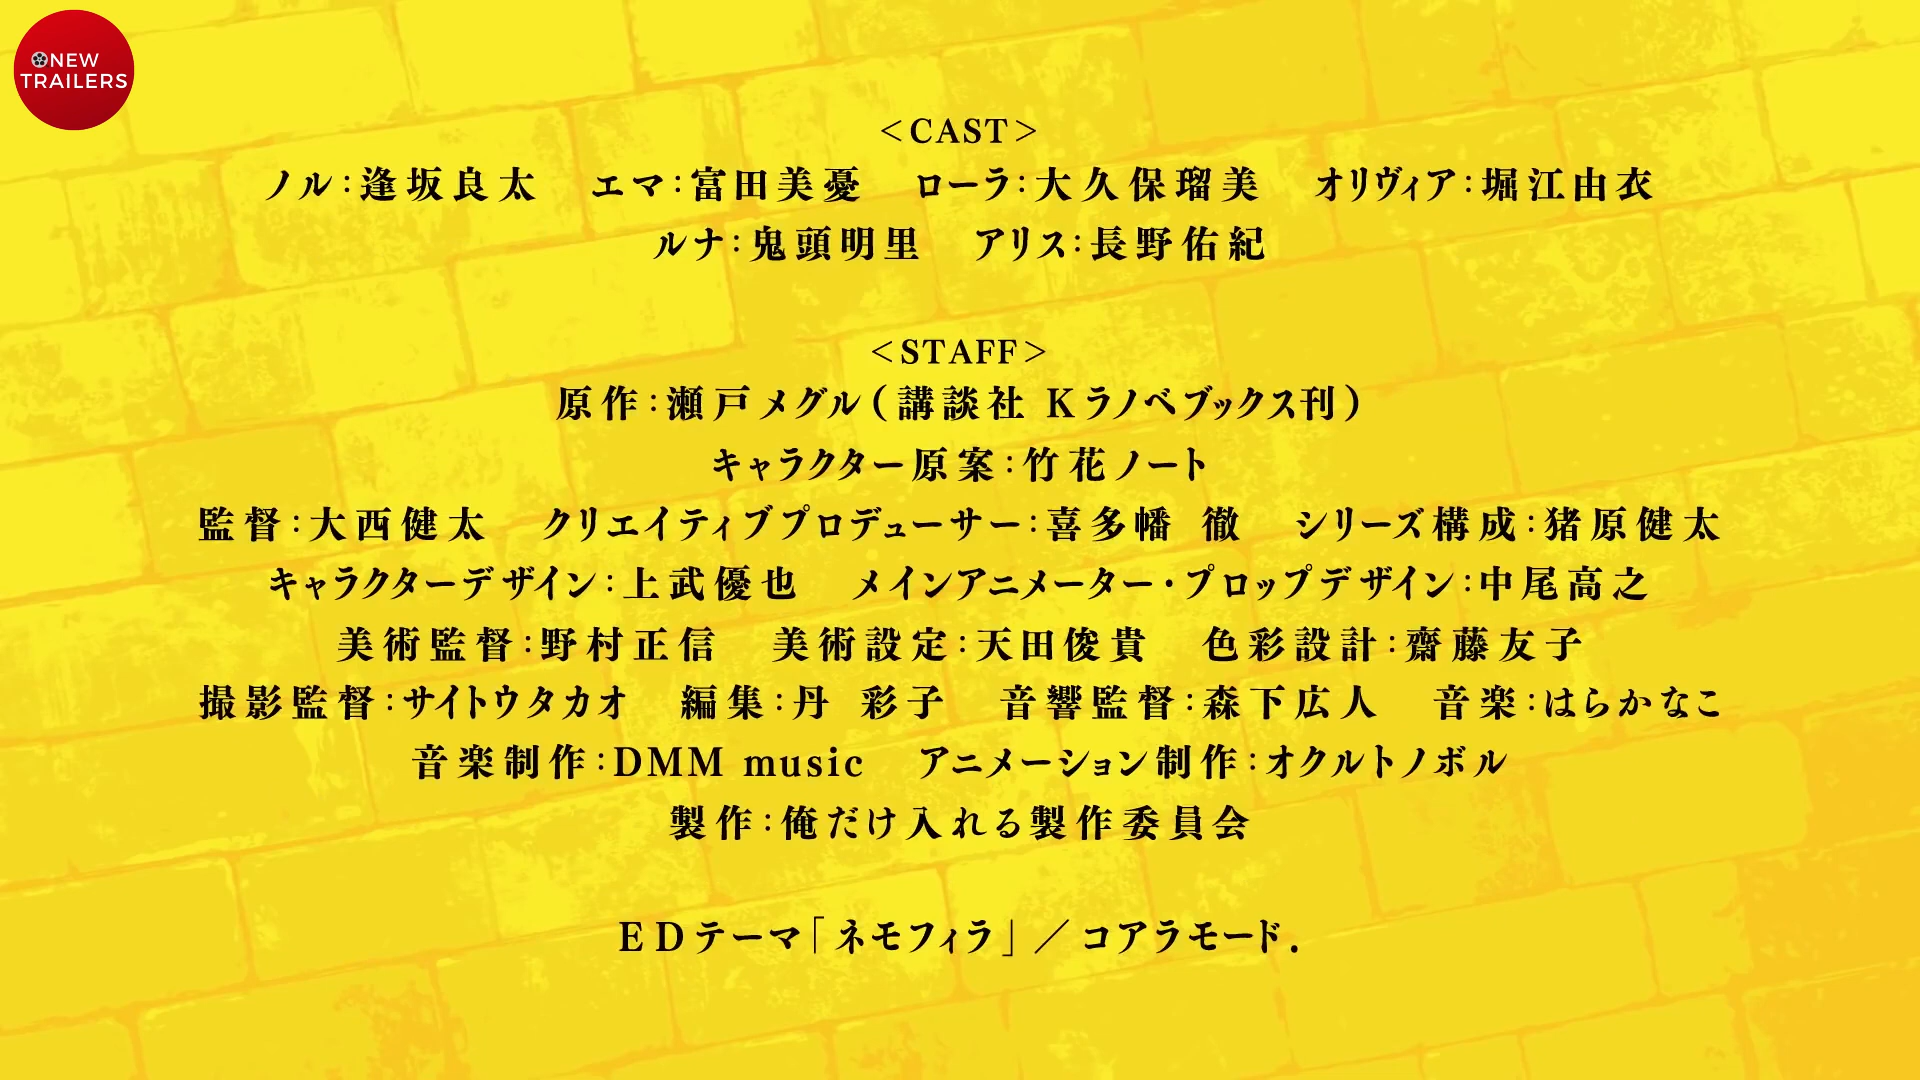 NEW
TRAILERS
＜CAST＞
ノル：逢坂良太　エマ：富田美憂　ローラ：大久保瑠美　オリヴィア：堀江由衣
ルナ：鬼頭明里　アリス：長野佑紀
＜STAFF＞
原作：瀬戸メグル（講談社 Kラノベブックス刊）
キャラクター原案：竹花ノート
監督：大西健太　クリエイティブプロデューサー：喜多幡 徹　シリーズ構成：猪原健太
キャラクターデザイン：上武優也　メインアニメーター・プロップデザイン：中尾高之
美術監督：野村正信　美術設定：天田俊貴　色彩設計：齋藤友子
撮影監督：サイトウタカオ　編集：丹 彩子　音響監督：森下広人　音楽：はらかなこ
音楽制作：DMM music　アニメーション制作：オクルトノボル
製作：俺だけ入れる製作委員会
EDテーマ「ネモフィラ」／コアラモード.